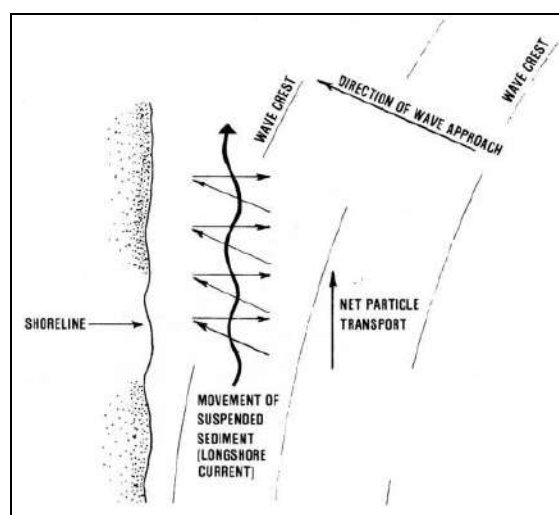 WAVE CREST
DIRECTION OF WAVE APPROACH
WAVE CREST
SHORELINE
NET PARTICLE
TRANSPORT
MOVEMENT OF
SUSPENDED
SEDIMENT
(LONGSHORE
CURRENT)